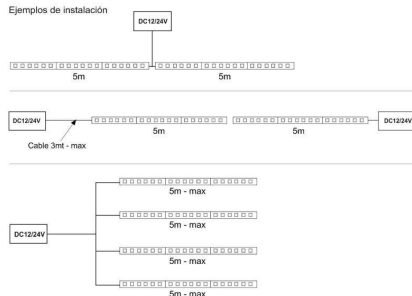 Ejemplos de instalación
DC12/24V
5m 5m
DC12/24V DC12/24V
5m 5m
Cable 3mt - max
5m - max
5m - max
DC12/24V
5m - max
5m - max